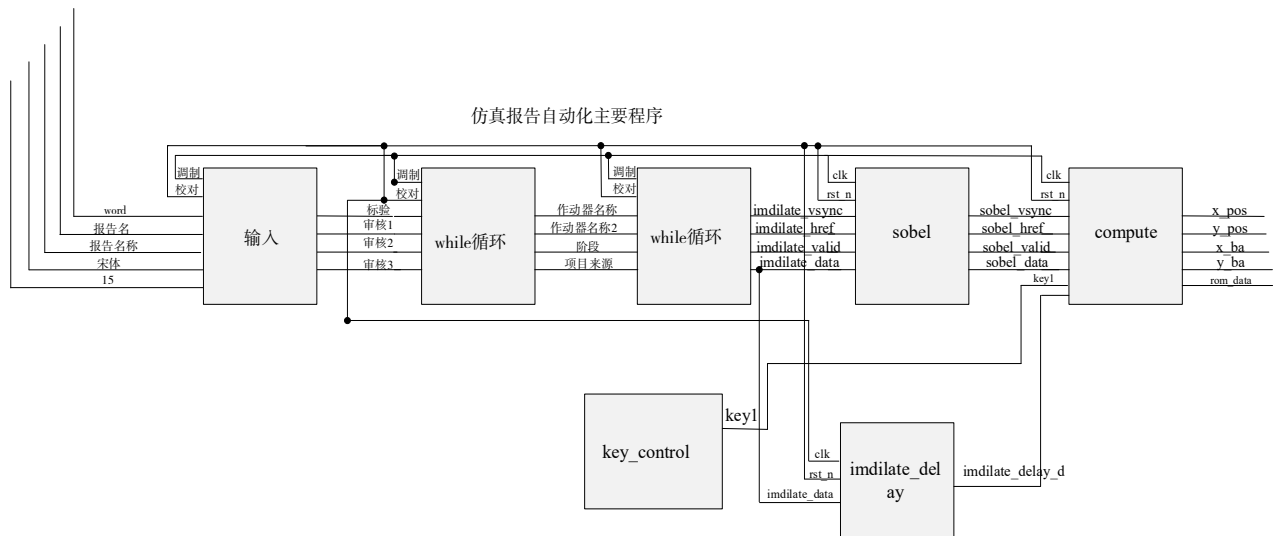 仿真报告自动化主要程序
调制
校对
word
报告名
报告名称
宋体
15
输入
标验
审核1
审核2
审核3
调制
校对
while循环
作动器名称
作动器名称2
阶段
项目来源
调制
校对
while循环
imdilate_vsync
imdilate_href
imdilate_valid
imdilate_data
clk
rst_n
sobel
sobel_vsync
sobel_href
sobel_valid
sobel_data
key1
clk
rst_n
compute
x_pos
y_pos
x_ba
y_ba
rom_data
key_control
key1
clk
rst_n
imdilate_data
imdilate_del
ay
imdilate_delay_d